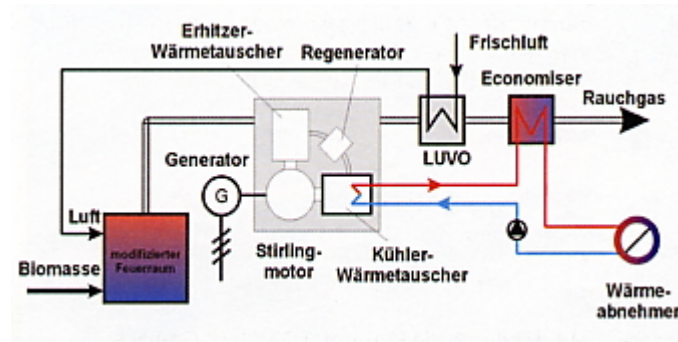 Erhitzer-
Wärmetauscher
Regenerator
Frischluft
Economiser
Rauchgas
LUVO
Generator
G
Luft
modifizierter
Feuerraum
Biomasse
Stirling-
motor
Kühler-
Wärmetauscher
Wärme-
abnehmer